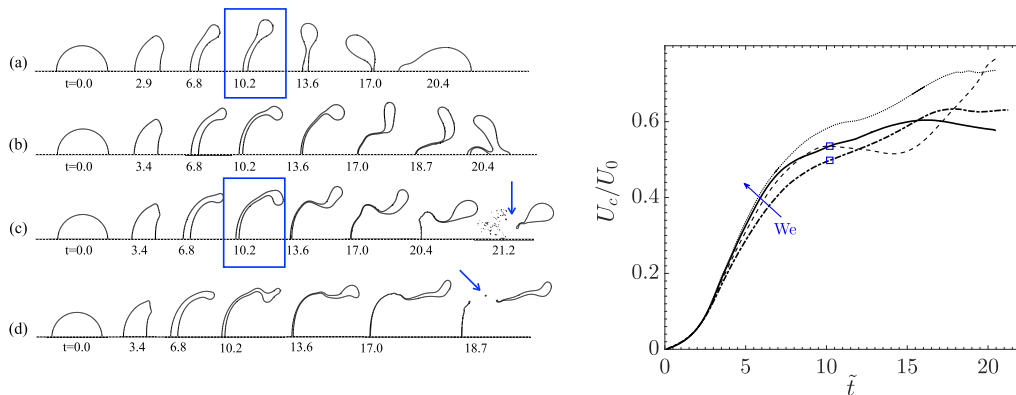 (a)
t=0.0 2.9 6.8 10.2 13.6 17.0 20.4
(b)
t=0.0 3.4 6.8 10.2 13.6 17.0 18.7 20.4
(c)
t=0.0 3.4 6.8 10.2 13.6 17.0 20.4 21.2
(d)
t=0.0 3.4 6.8 10.2 13.6 17.0 18.7
U_c/U_0
0.6
0.4
0.2
0
We
0 5 10 15 20
t̃